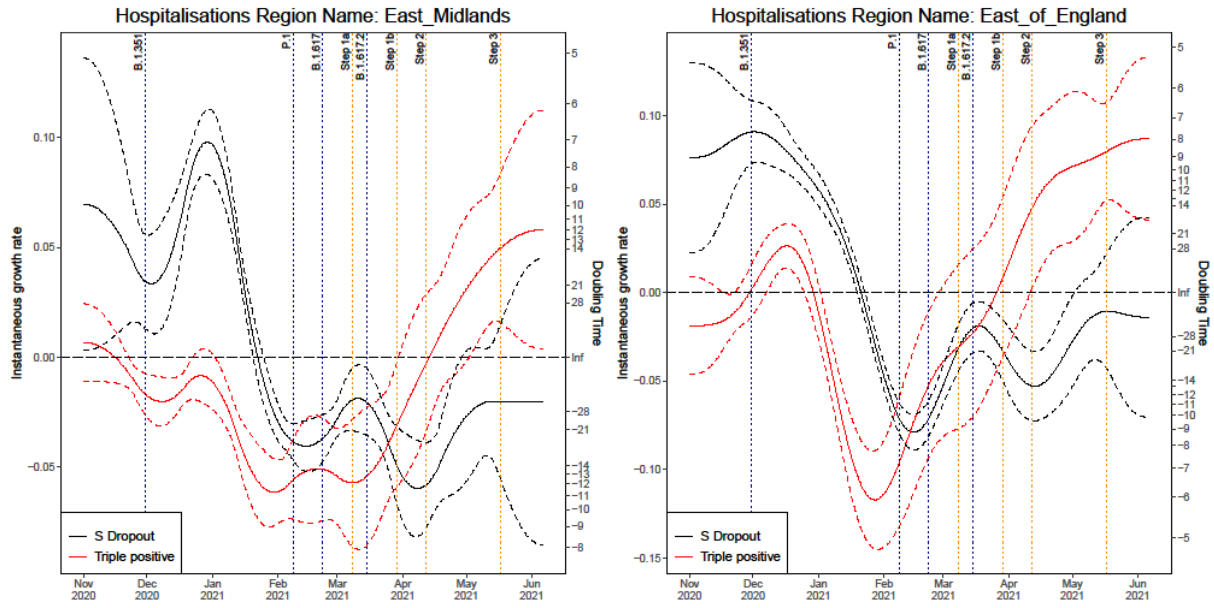 Hospitalisations Region Name: East_Midlands
B.1.351
P.1
B.1.617
Step 1a
B.1.617.2
Step 1b
Step 2
Step 3
Instantaneous growth rate
0.10
0.05
0.00
−0.05
5
6
7
8
9
10
12
13
14
21
28
Inf
−28
−21
−14
−13
−12
−11
−10
−9
−8
Doubling Time
S Dropout
Triple positive
Nov Dec Jan Feb Mar Apr May Jun
2020 2020 2021 2021 2021 2021 2021 2021
Hospitalisations Region Name: East_of_England
B.1.351
P.1
B.1.617
Step 1a
B.1.617.2
Step 1b
Step 2
Step 3
Instantaneous growth rate
0.10
0.05
0.00
−0.05
−0.10
−0.15
5
6
7
8
9
10
11
12
14
21
28
Inf
−28
−21
−14
−12
−11
−10
−9
−8
−7
−6
−5
Doubling Time
S Dropout
Triple positive
Nov Dec Jan Feb Mar Apr May Jun
2020 2020 2021 2021 2021 2021 2021 2021